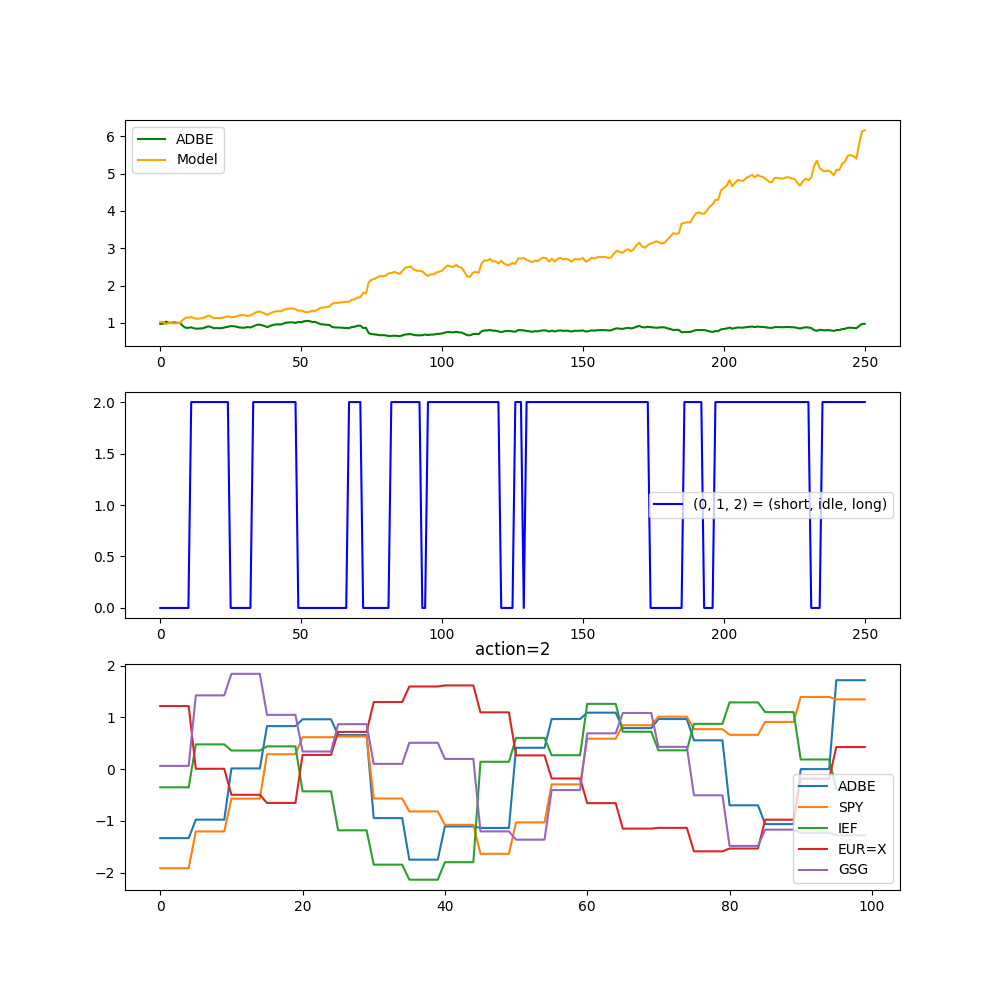 6
5
4
3
2
1
ADBE
Model
0 50 100 150 200 250
2.0
1.5
1.0
0.5
0.0
(0, 1, 2) = (short, idle, long)
0 50 100 150 200 250
action=2
2
1
0
−1
−2
ADBE
SPY
IEF
EUR=X
GSG
0 20 40 60 80 100